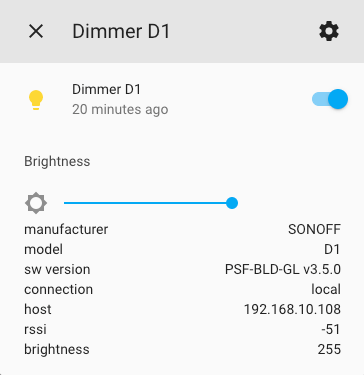 Dimmer D1
Dimmer D1
20 minutes ago
Brightness
manufacturer SONOFF
model D1
sw version PSF-BLD-GL v3.5.0
connection local
host 192.168.10.108
rssi -51
brightness 255